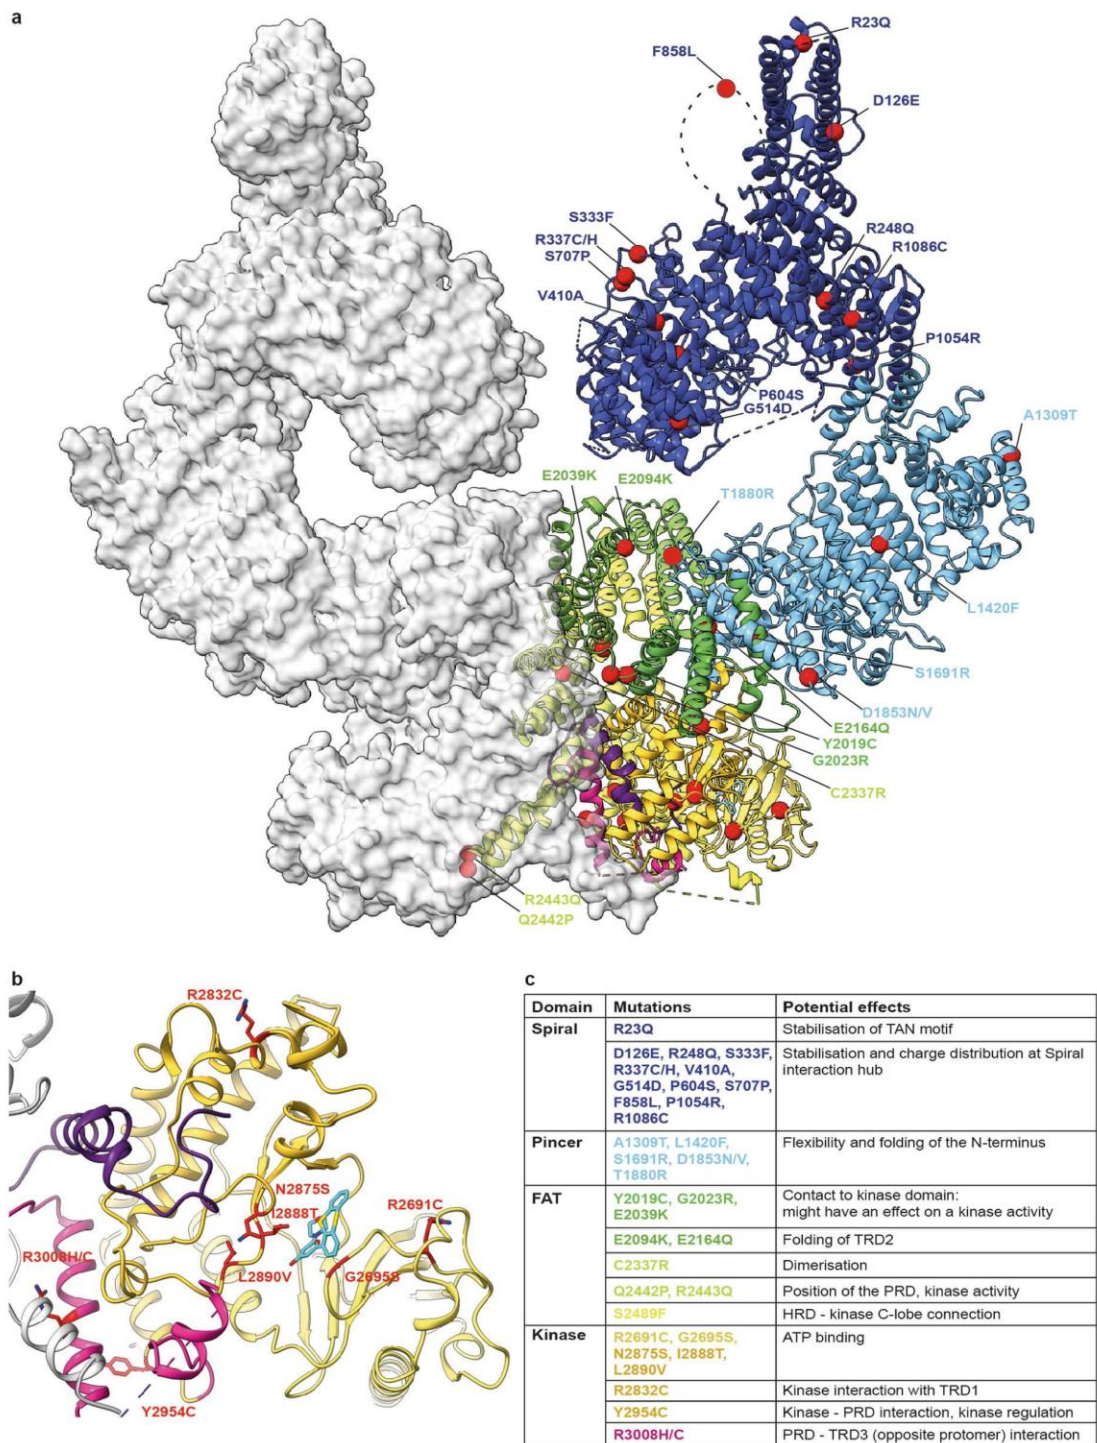 a
R23Q
F858L
D126E
S333F
R337C/H
S707P
R248Q
R1086C
V410A
P1054R
P604S
G514D
A1309T
E2039K
E2094K
T1880R
L1420F
S1691R
D1853N/V
E2164Q
Y2019C
G2023R
C2337R
R2443Q
Q2442P
b
R2832C
N2875S
I2888T
R2691C
R3008H/C
L2890V
G2695S
Y2954C
c
Domain Mutations Potential effects
Spiral R23Q Stabilisation of TAN motif
D126E, R248Q, S333F, Stabilisation and charge distribution at Spiral
R337C/H, V410A, interaction hub
G514D, P604S, S707P,
F858L, P1054R,
R1086C
Pincer A1309T, L1420F, Flexibility and folding of the N-terminus
S1691R, D1853N/V,
T1880R
FAT Y2019C, G2023R, Contact to kinase domain:
E2039K might have an effect on a kinase activity
E2094K, E2164Q Folding of TRD2
C2337R Dimerisation
Q2442P, R2443Q Position of the PRD, kinase activity
S2489F HRD - kinase C-lobe connection
Kinase R2691C, G2695S, ATP binding
N2875S, I2888T,
L2890V
R2832C Kinase interaction with TRD1
Y2954C Kinase - PRD interaction, kinase regulation
R3008H/C PRD - TRD3 (opposite protomer) interaction